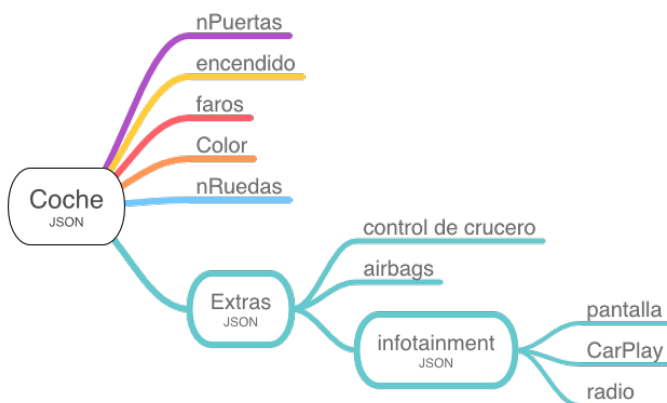 nPuertas
encendido
faros
Color
nRuedas
Coche
JSON
control de crucero
airbags
Extras
JSON
infotainment
JSON
pantalla
CarPlay
radio